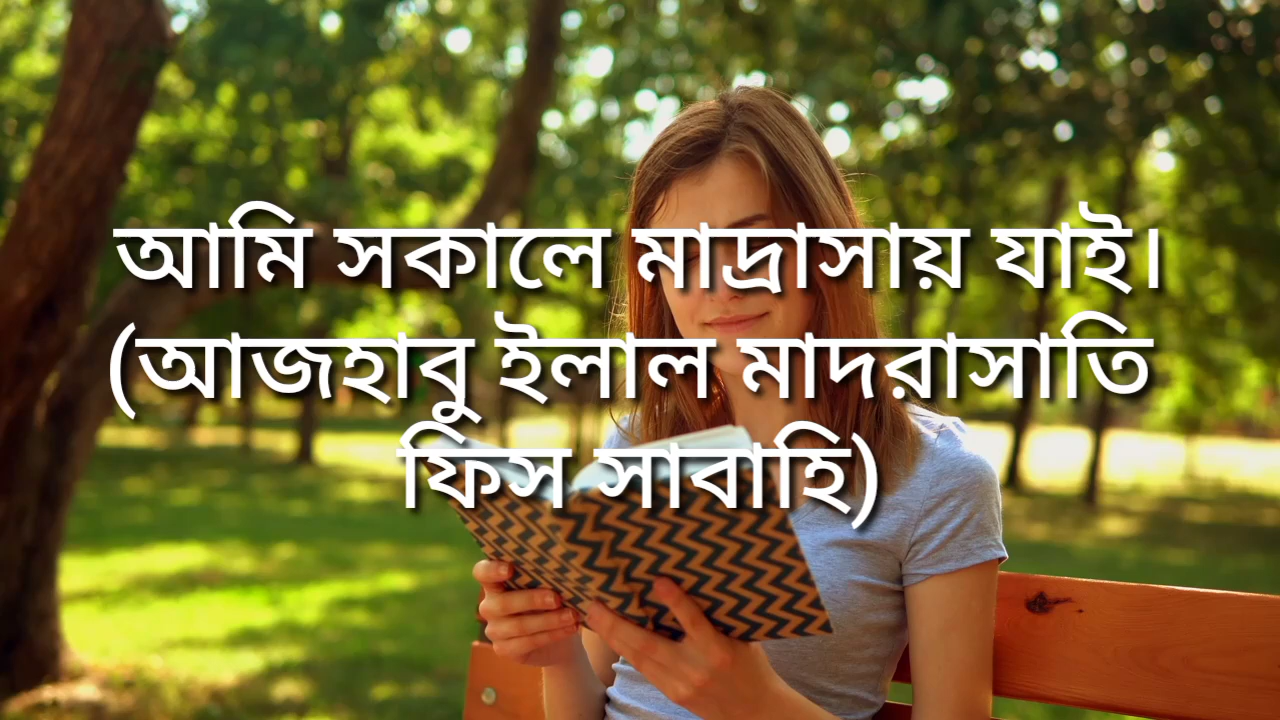 আমি সকালে মাদ্রাসায় যাই।
(আজহাবু ইলাল মাদরাসাতি
ফিস সাবাহি)